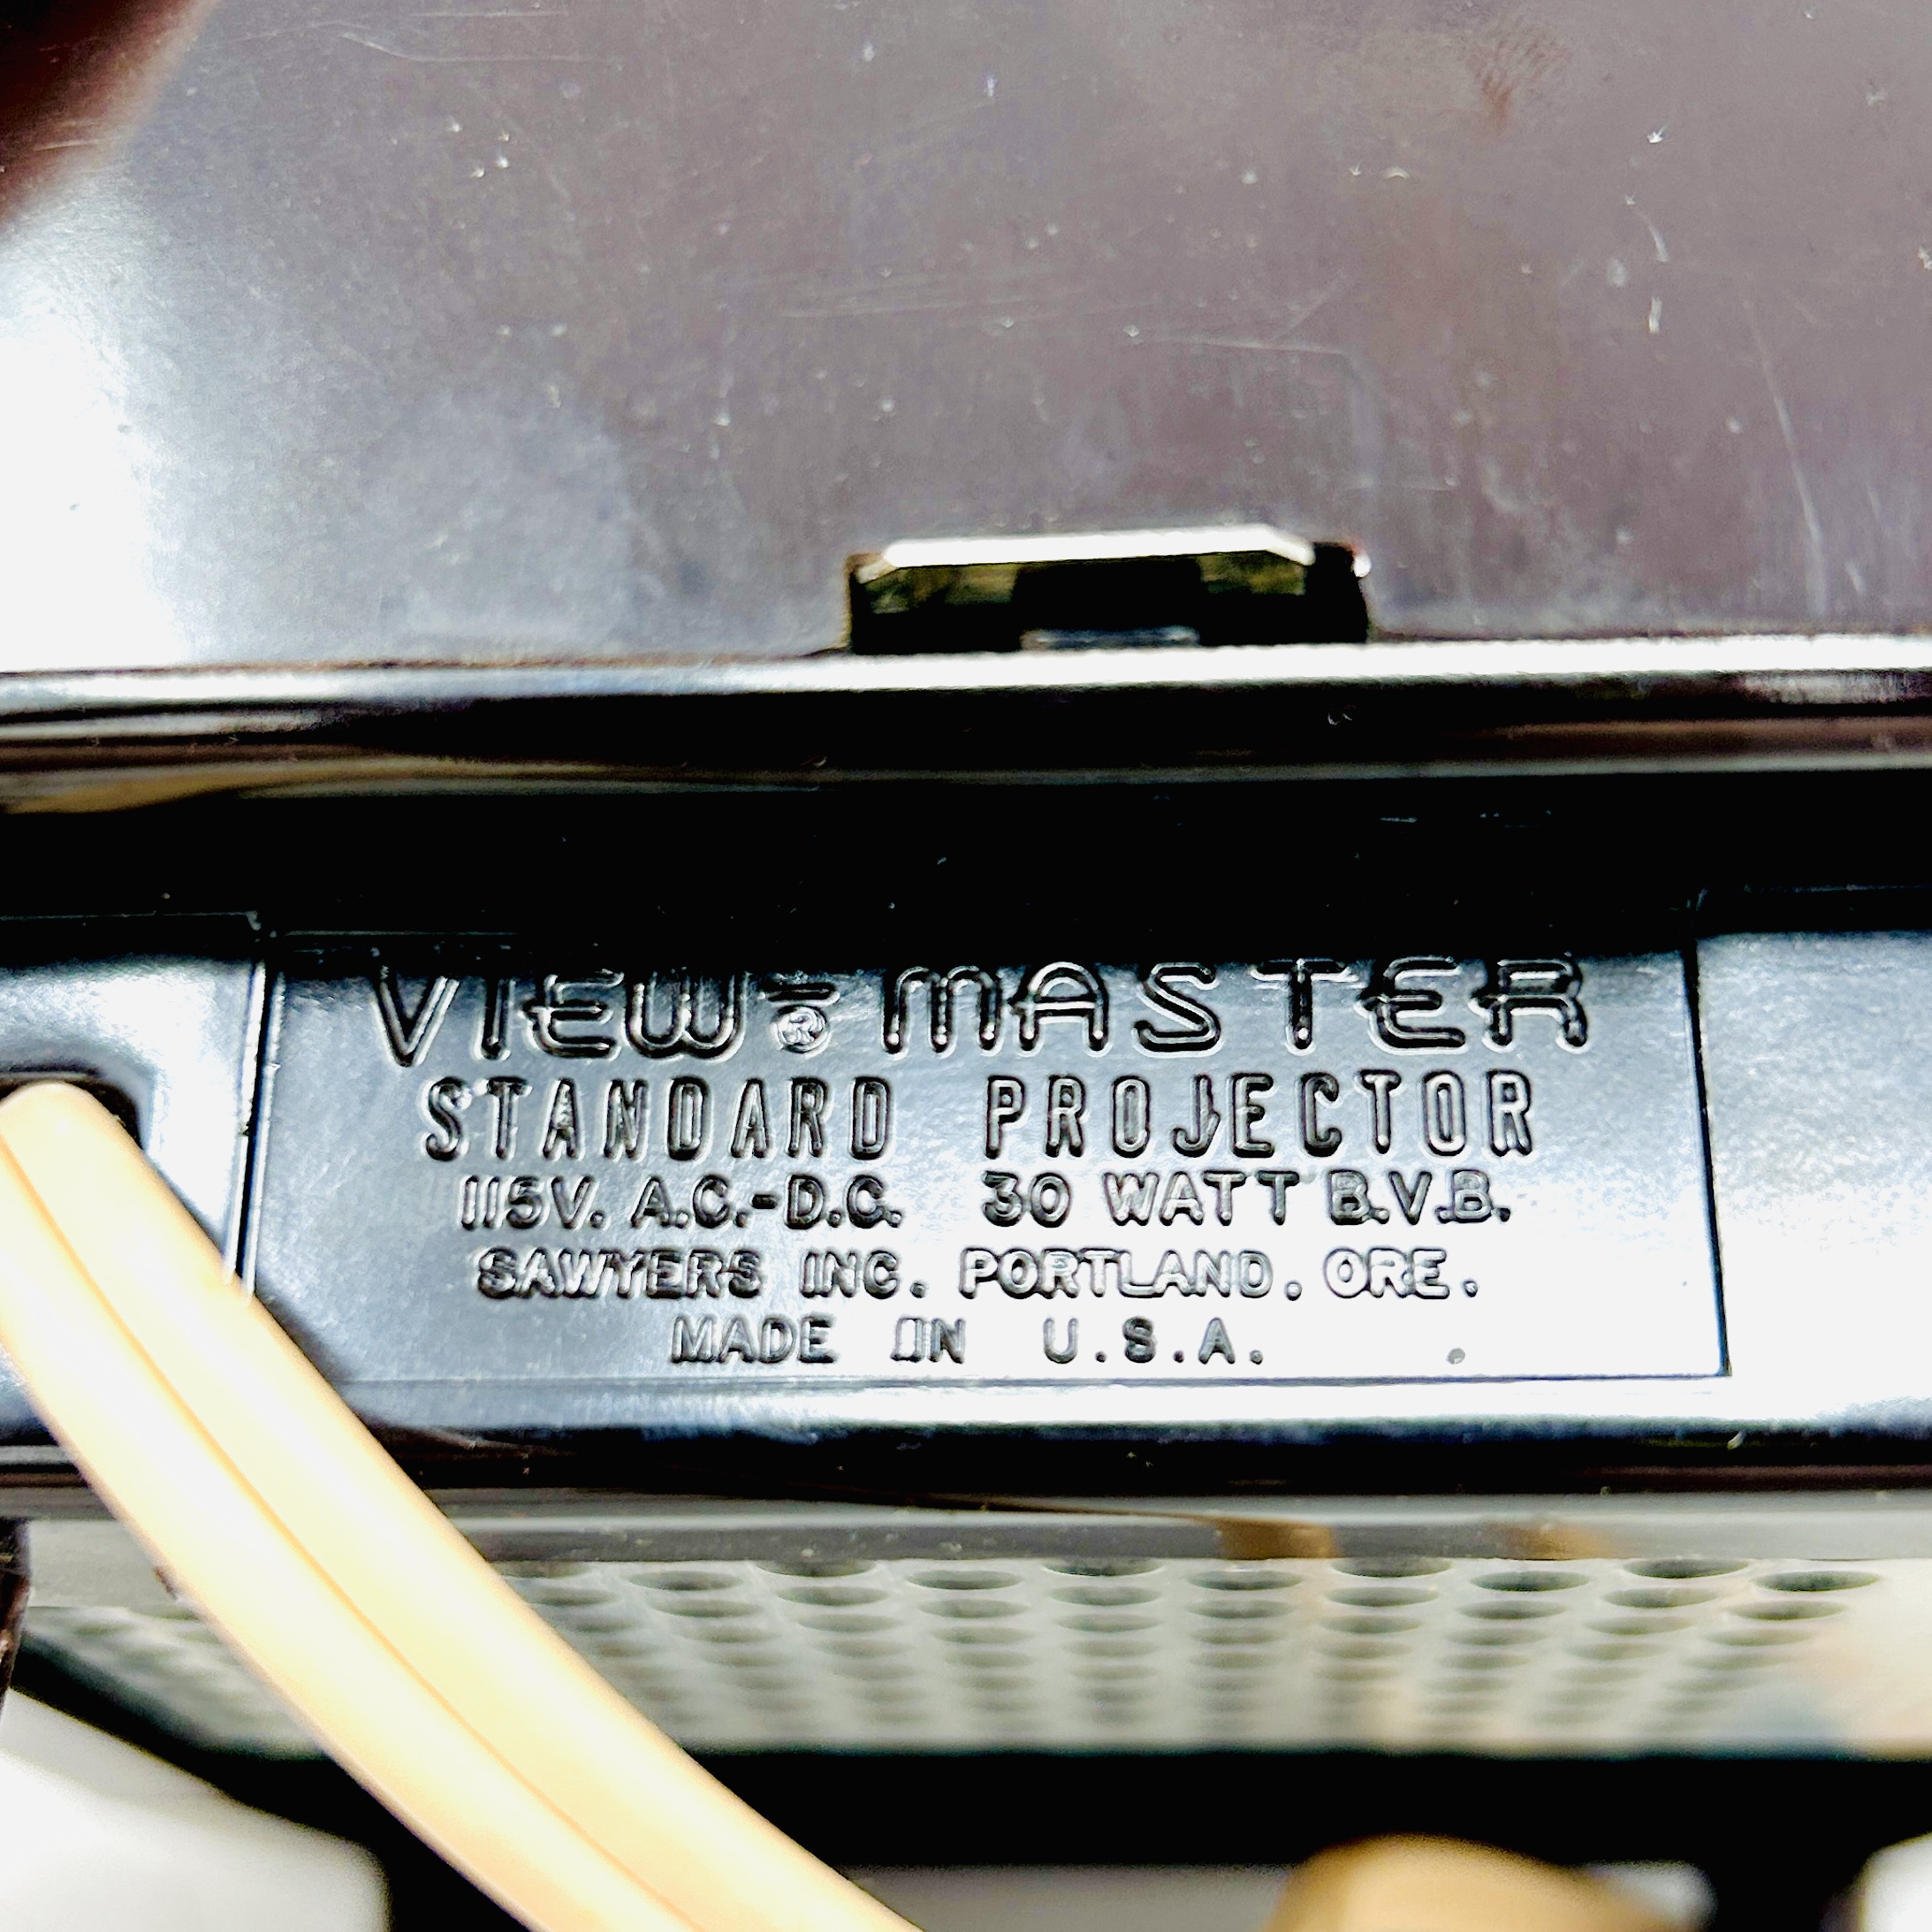 VIEW-® MASTER
STANDARD PROJECTOR
115V. A.C.-D.C. 30 WATT B.V.B.
SAWYERS INC. PORTLAND, ORE.
MADE IN U.S.A.